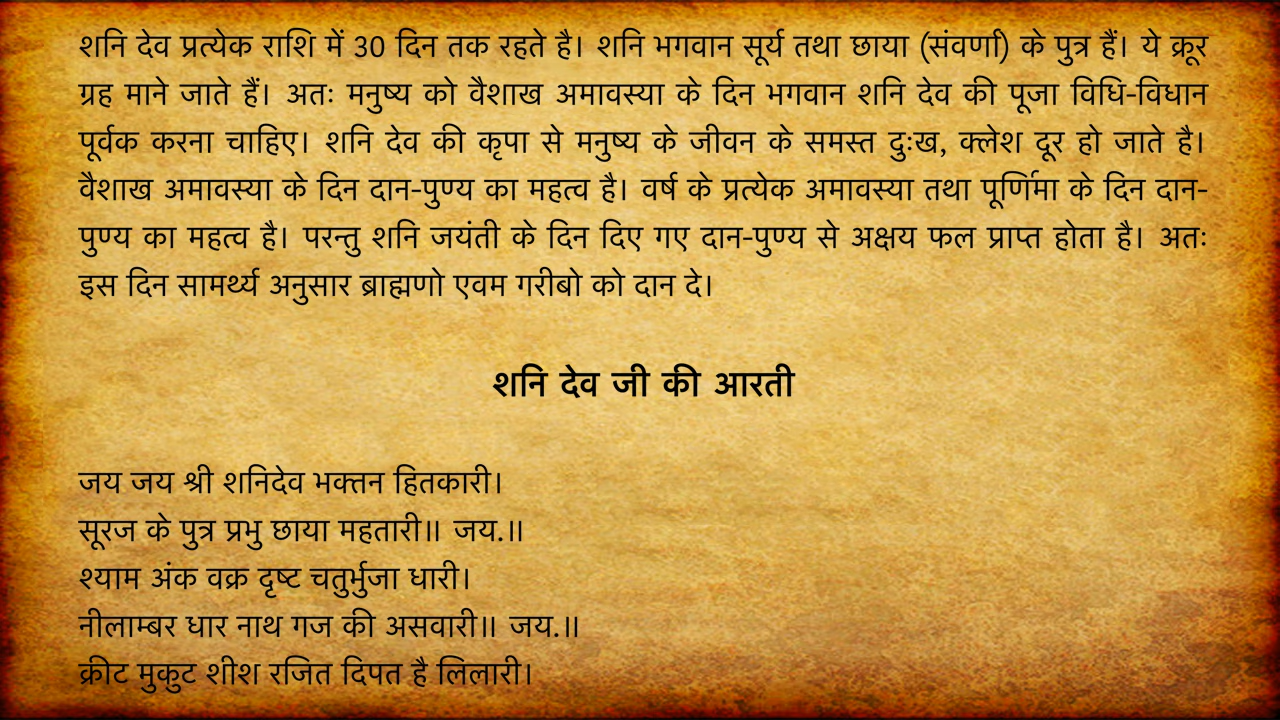 शनि देव प्रत्येक राशि में 30 दिन तक रहते है। शनि भगवान सूर्य तथा छाया (संवर्णा) के पुत्र हैं। ये क्रूर
ग्रह माने जाते हैं। अतः मनुष्य को वैशाख अमावस्या के दिन भगवान शनि देव की पूजा विधि-विधान
पूर्वक करना चाहिए। शनि देव की कृपा से मनुष्य के जीवन के समस्त दुःख, क्लेश दूर हो जाते है।
वैशाख अमावस्या के दिन दान-पुण्य का महत्व है। वर्ष के प्रत्येक अमावस्या तथा पूर्णिमा के दिन दान-
पुण्य का महत्व है। परन्तु शनि जयंती के दिन दिए गए दान-पुण्य से अक्षय फल प्राप्त होता है। अतः
इस दिन सामर्थ्य अनुसार ब्राह्मणो एवम गरीबो को दान दे।
शनि देव जी की आरती
जय जय श्री शनिदेव भक्तन हितकारी।
सूरज के पुत्र प्रभु छाया महतारी॥ जय.॥
श्याम अंक वक्र दृष्ट चतुर्भुजा धारी।
नीलाम्बर धार नाथ गज की असवारी॥ जय.॥
क्रीट मुकुट शीश रजित दिपत है लिलारी।